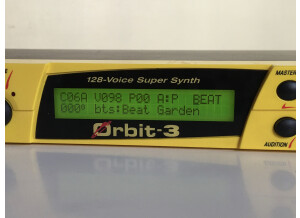 128-Voice Super Synth
MASTER
C06A V098 P00 A:P BEAT
000° bts:Beat Garden
Orbit-3
AUDITION